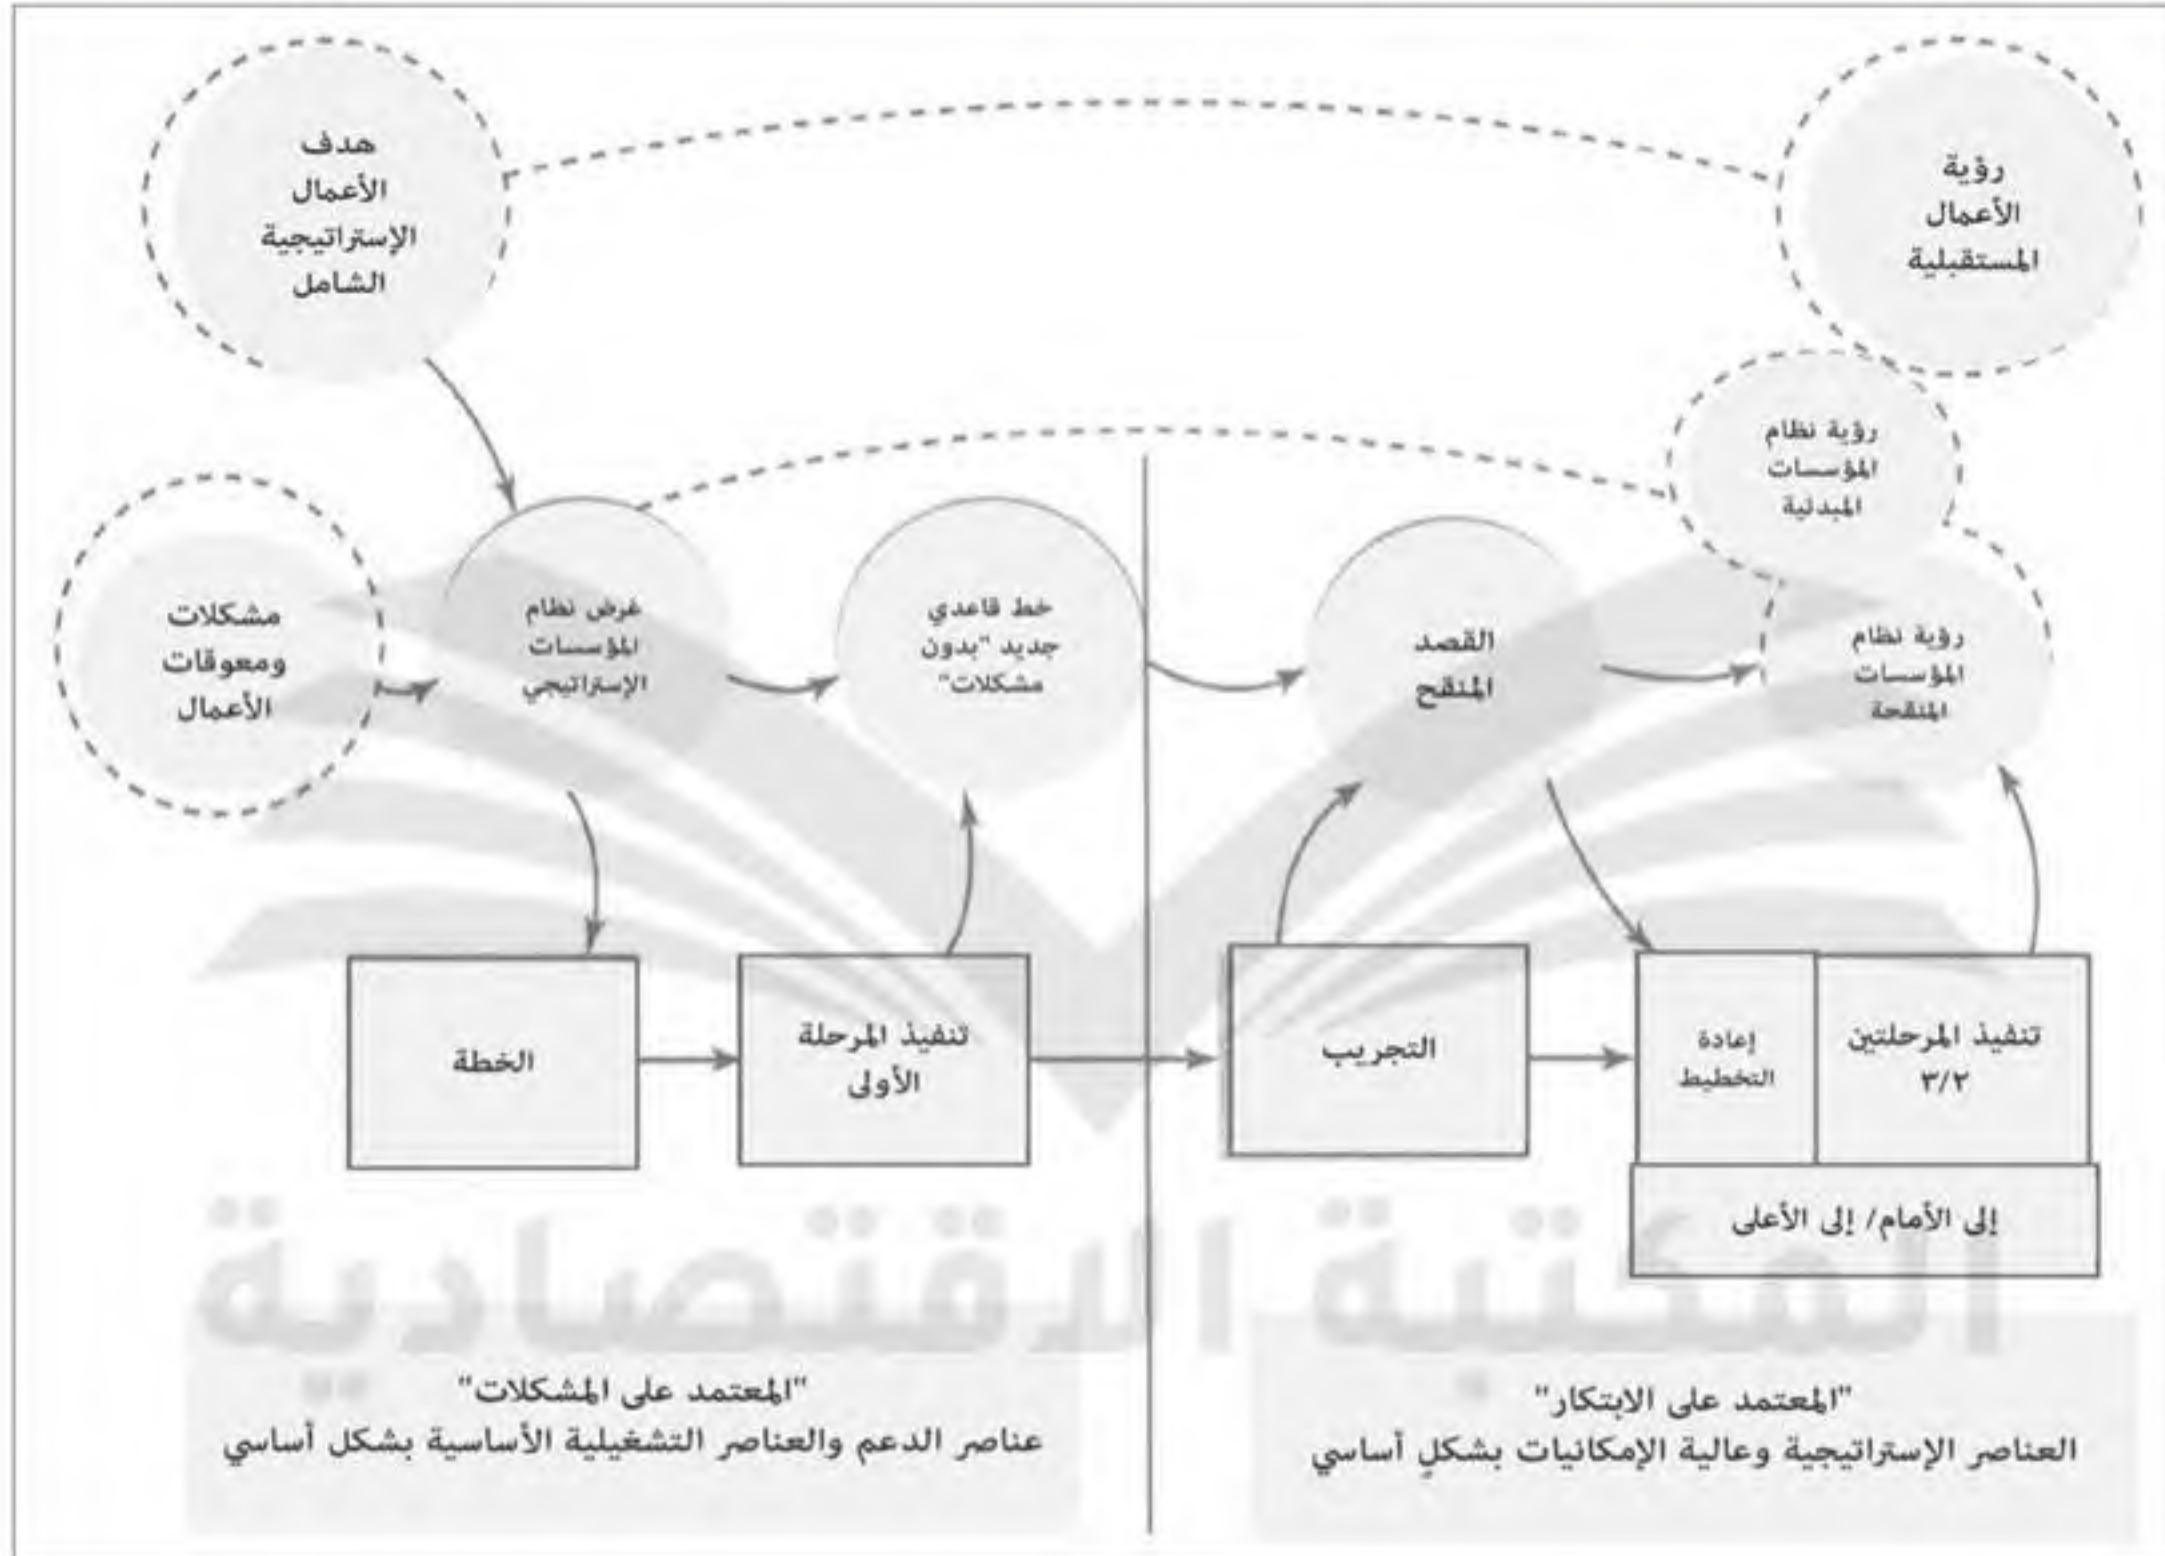 هدف
الأعمال
الإستراتيجية
الشامل
رؤية
الأعمال
المستقبلية
رؤية نظام
المؤسسات
المبدئية
مشكلات
ومعوقات
الأعمال
غرض نظام
المؤسسات
الإستراتيجي
خط قاعدي
جديد "بدون
مشكلات"
القصد
المنقح
رؤية نظام
المؤسسات
المنقحة
الخطة
تنفيذ المرحلة
الأولى
التجريب
إعادة
التخطيط
تنفيذ المرحلتين
٣/٢
إلى الأمام/ إلى الأعلى
المكتبة الاقتصادية
"المعتمد على المشكلات"
عناصر الدعم والعناصر التشغيلية الأساسية بشكل أساسي
"المعتمد على الابتكار"
العناصر الإستراتيجية وعالية الإمكانيات بشكلٍ أساسي